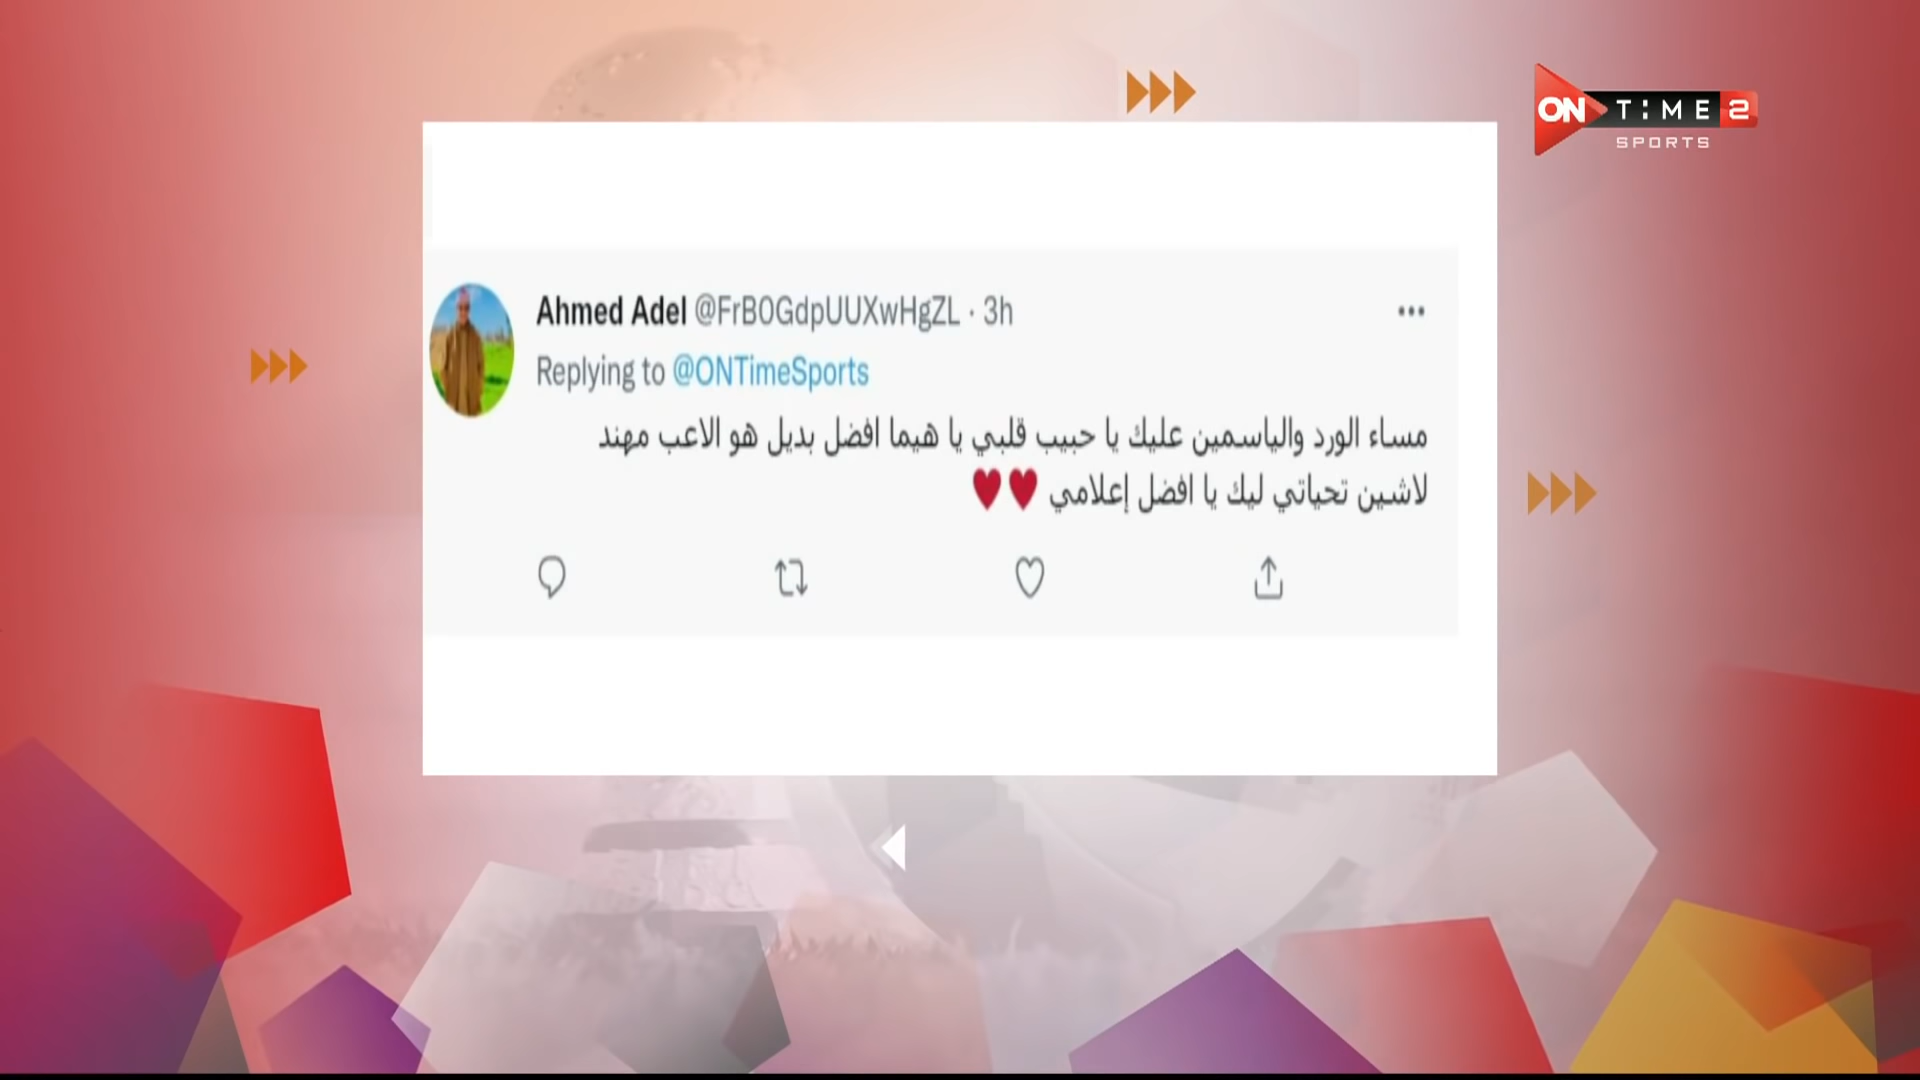 ON TIME 2
SPORTS
Ahmed Adel @FrB0GdpUUXwHgZL · 3h
Replying to @ONTimeSports
مساء الورد والياسمين عليك يا حبيب قلبي يا هيما افضل بديل هو الاعب مهند
لاشين تحياتي ليك يا افضل إعلامي ♥♥